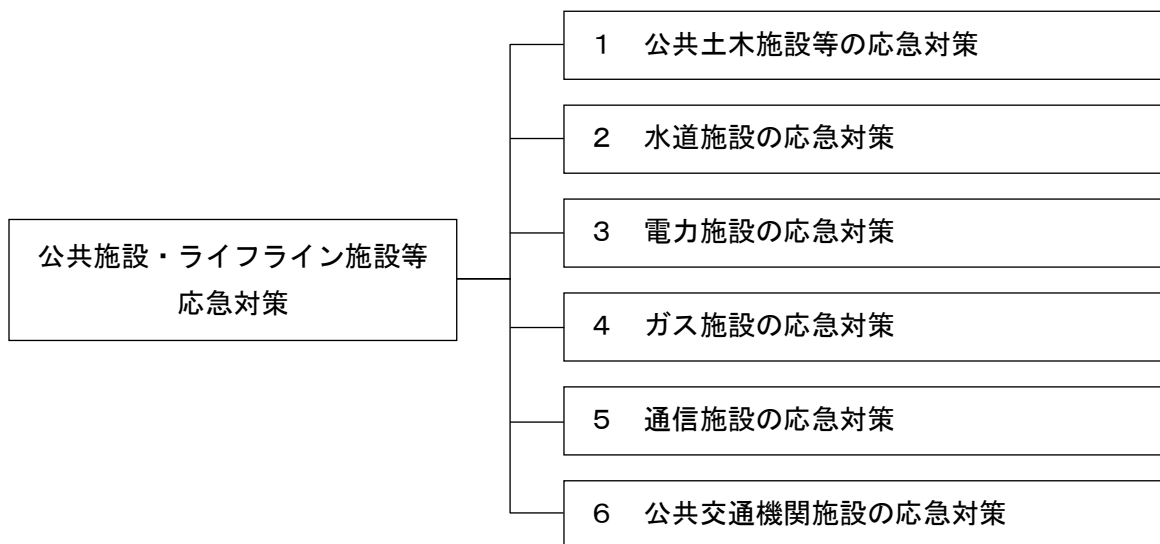 公共施設・ライフライン施設等
応急対策
１　公共土木施設等の応急対策
２　水道施設の応急対策
３　電力施設の応急対策
４　ガス施設の応急対策
５　通信施設の応急対策
６　公共交通機関施設の応急対策